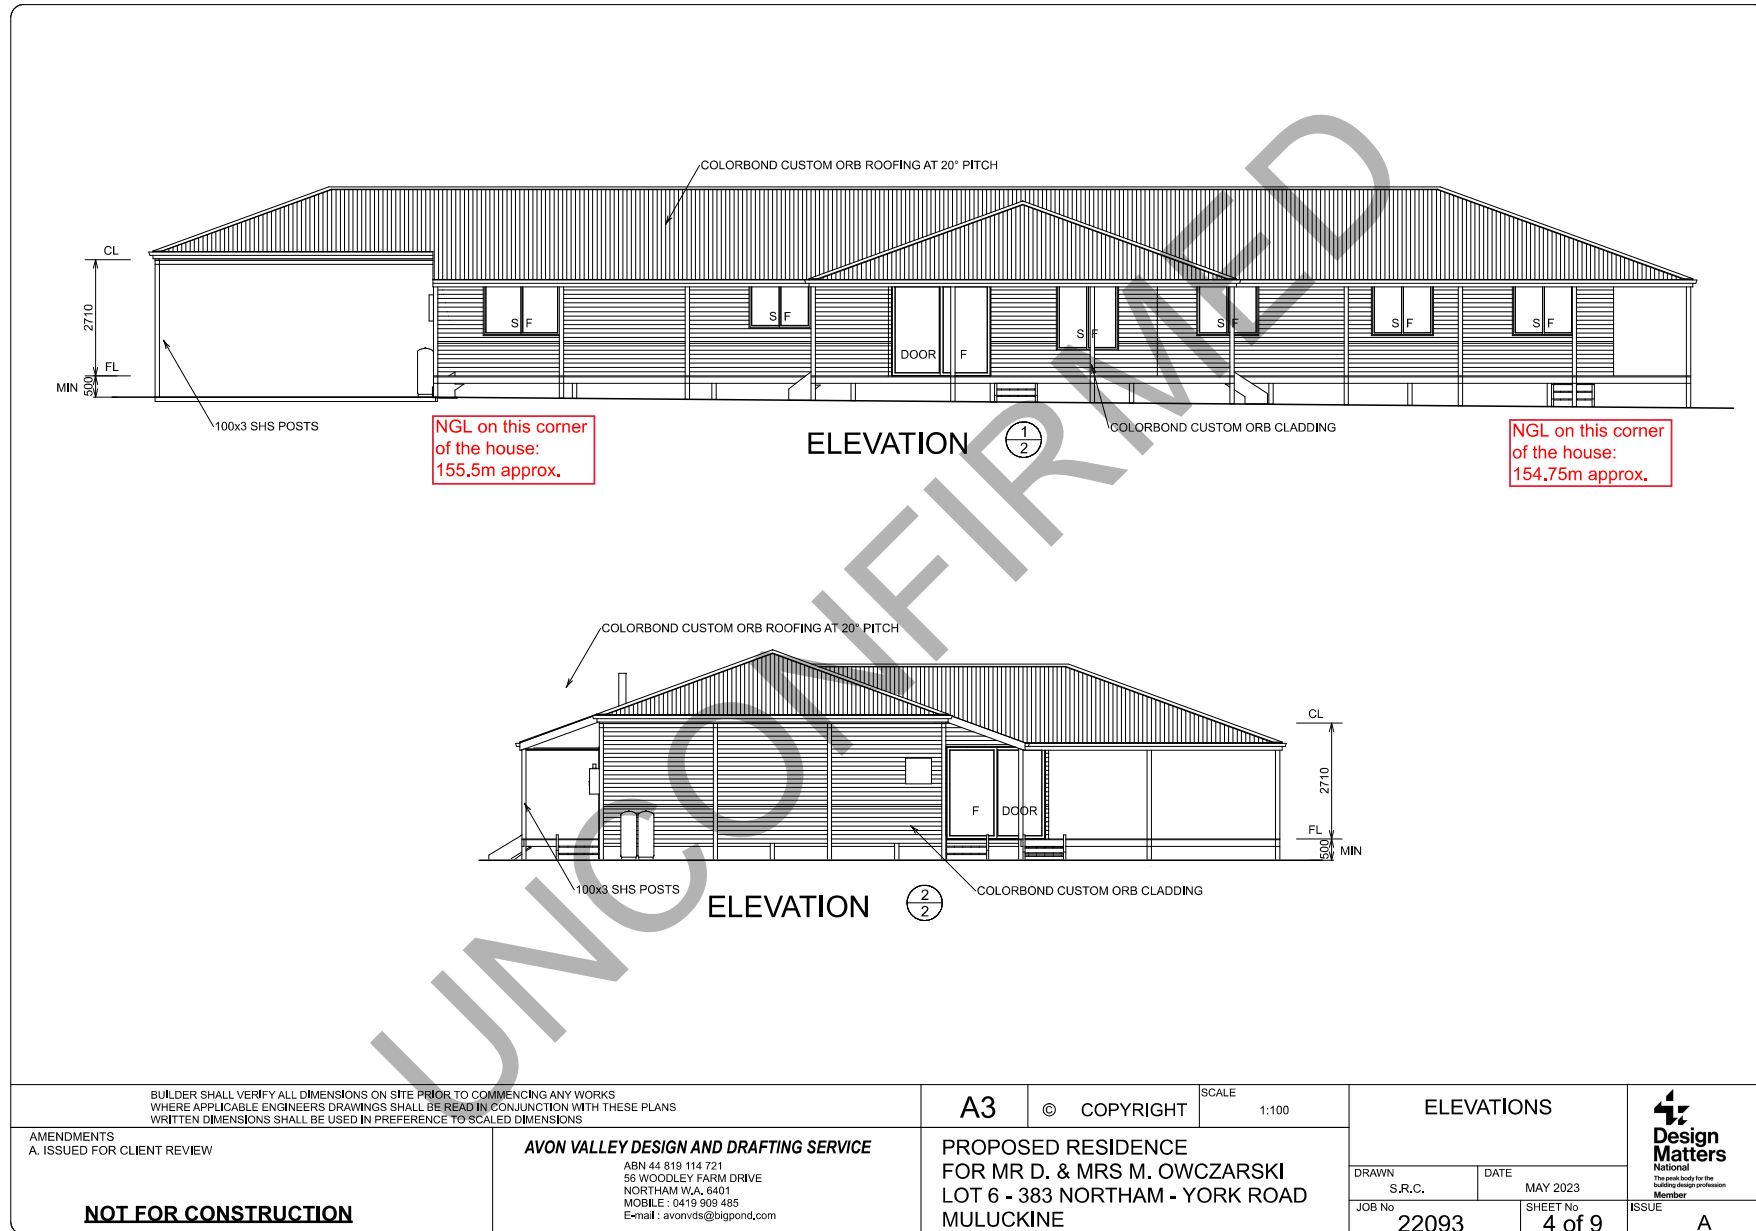 COLORBOND CUSTOM ORB ROOFING AT 20° PITCH
CL
2710
FL
MIN
500
S F
S F
DOOR F
S F
S F
S F
S F
100x3 SHS POSTS
NGL on this corner
of the house:
155.5m approx.
ELEVATION
1
2
COLORBOND CUSTOM ORB CLADDING
NGL on this corner
of the house:
154.75m approx.
UNCONFIRMED
COLORBOND CUSTOM ORB ROOFING AT 20° PITCH
CL
2710
FL
500
MIN
F DOOR
100x3 SHS POSTS
ELEVATION
2
2
COLORBOND CUSTOM ORB CLADDING
BUILDER SHALL VERIFY ALL DIMENSIONS ON SITE PRIOR TO COMMENCING ANY WORKS
WHERE APPLICABLE ENGINEERS DRAWINGS SHALL BE READ IN CONJUNCTION WITH THESE PLANS
WRITTEN DIMENSIONS SHALL BE USED IN PREFERENCE TO SCALED DIMENSIONS
AMENDMENTS
A. ISSUED FOR CLIENT REVIEW
NOT FOR CONSTRUCTION
AVON VALLEY DESIGN AND DRAFTING SERVICE
ABN 44 819 114 721
56 WOODLEY FARM DRIVE
NORTHAM W.A. 6401
MOBILE : 0419 909 485
E-mail : avonvds@bigpond.com
A3
© COPYRIGHT
SCALE
1:100
PROPOSED RESIDENCE
FOR MR D. & MRS M. OWCZARSKI
LOT 6 - 383 NORTHAM - YORK ROAD
MULUCKINE
ELEVATIONS
DRAWN
S.R.C.
DATE
MAY 2023
JOB No
22093
SHEET No
4 of 9
ISSUE
A
Design
Matters
National
The peak body for the
building design profession
Member